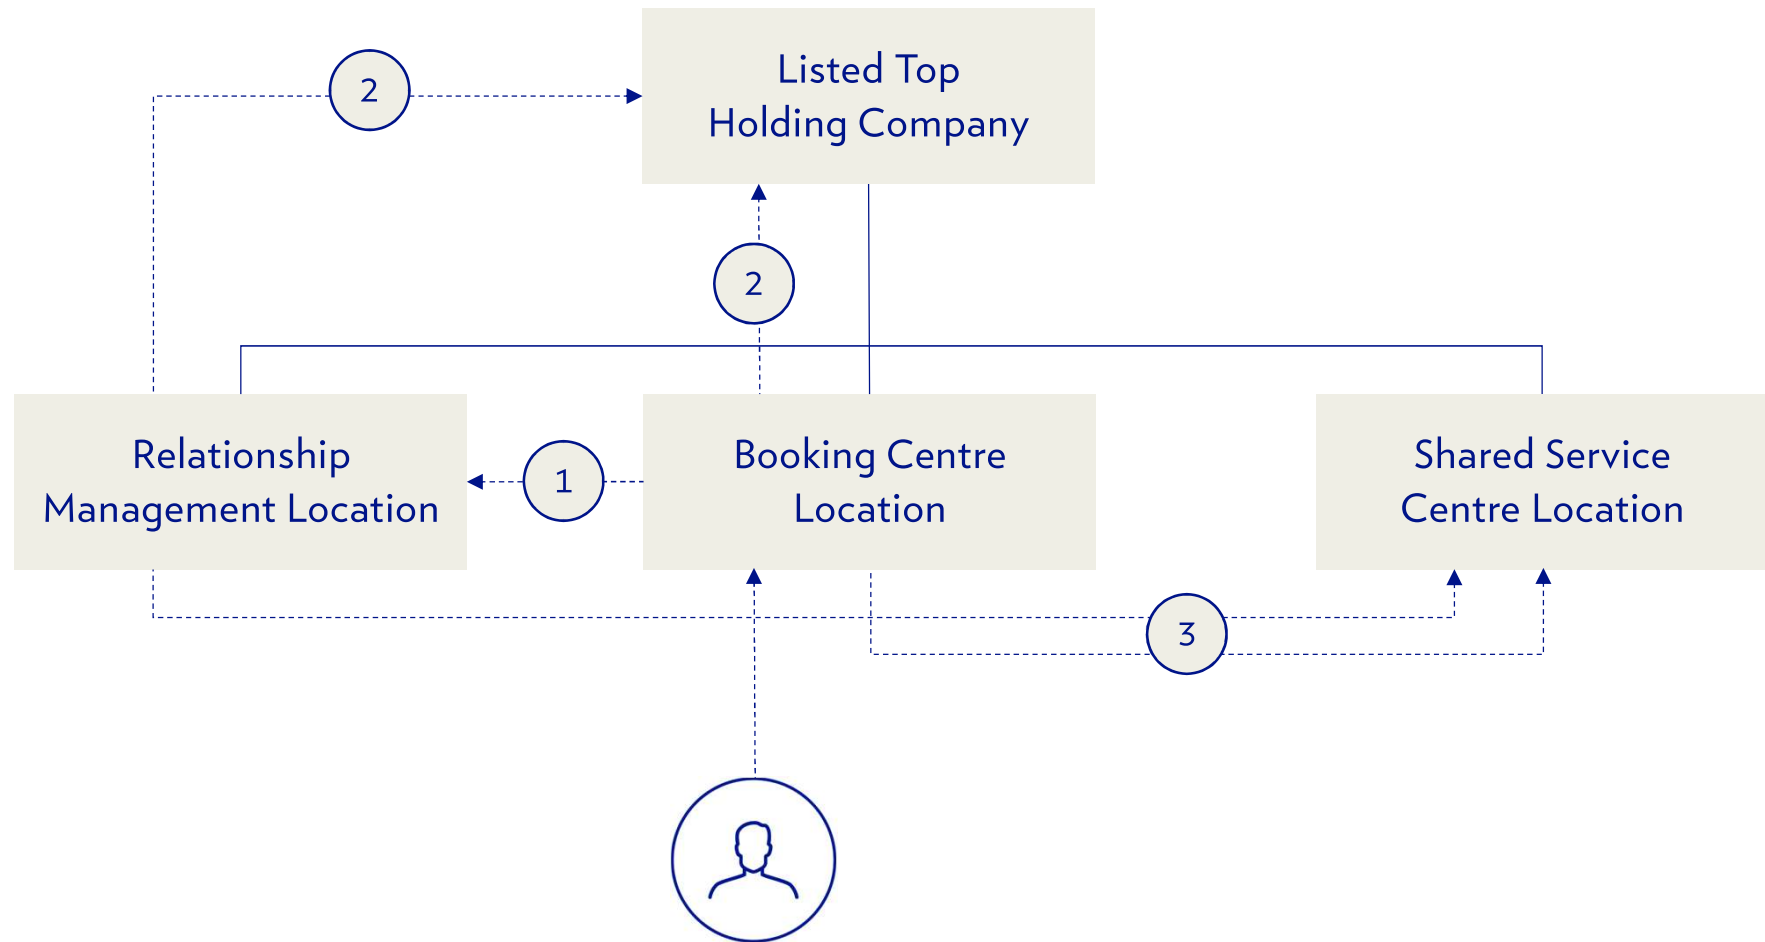 Listed Top
Holding Company
2
2
Relationship
Management Location
1
Booking Centre
Location
Shared Service
Centre Location
3